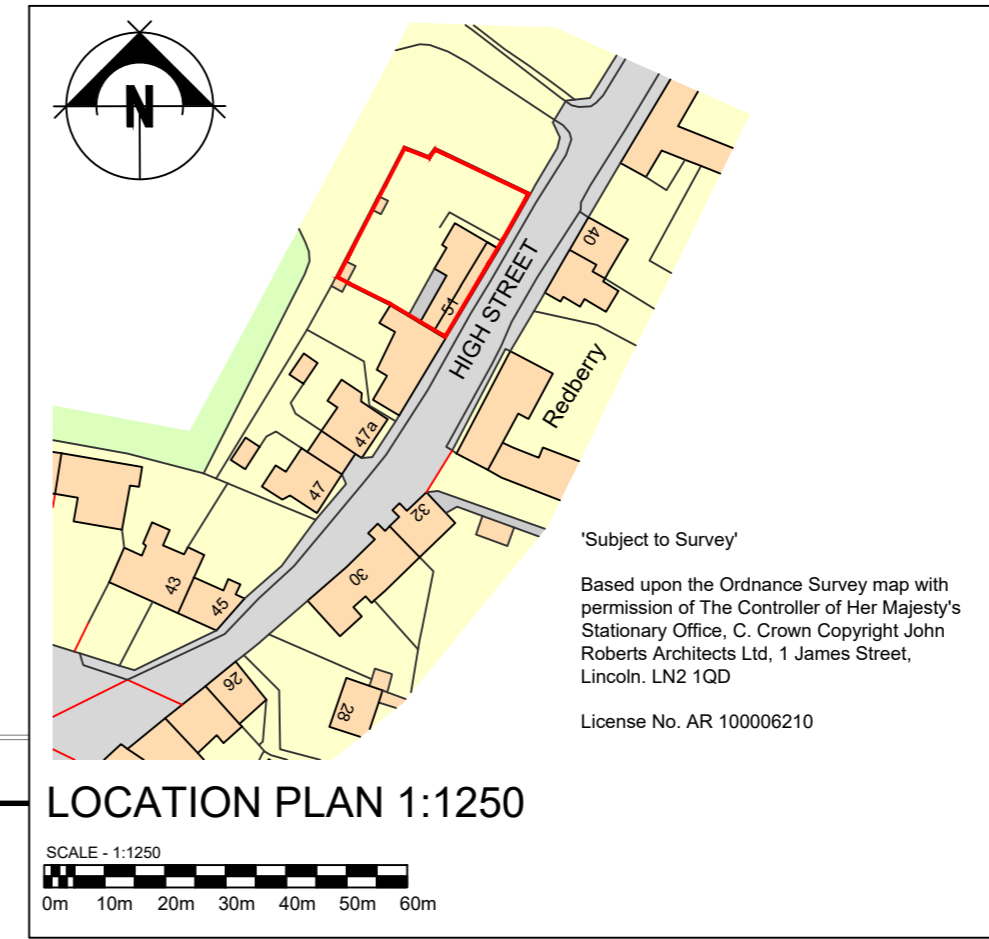 N
HIGH STREET
51
40
Redberry
47a
47
32
30
43
45
26
28
'Subject to Survey'
Based upon the Ordnance Survey map with
permission of The Controller of Her Majesty's
Stationary Office, C. Crown Copyright John
Roberts Architects Ltd, 1 James Street,
Lincoln. LN2 1QD
License No. AR 100006210
LOCATION PLAN 1:1250
SCALE - 1:1250
0m 10m 20m 30m 40m 50m 60m